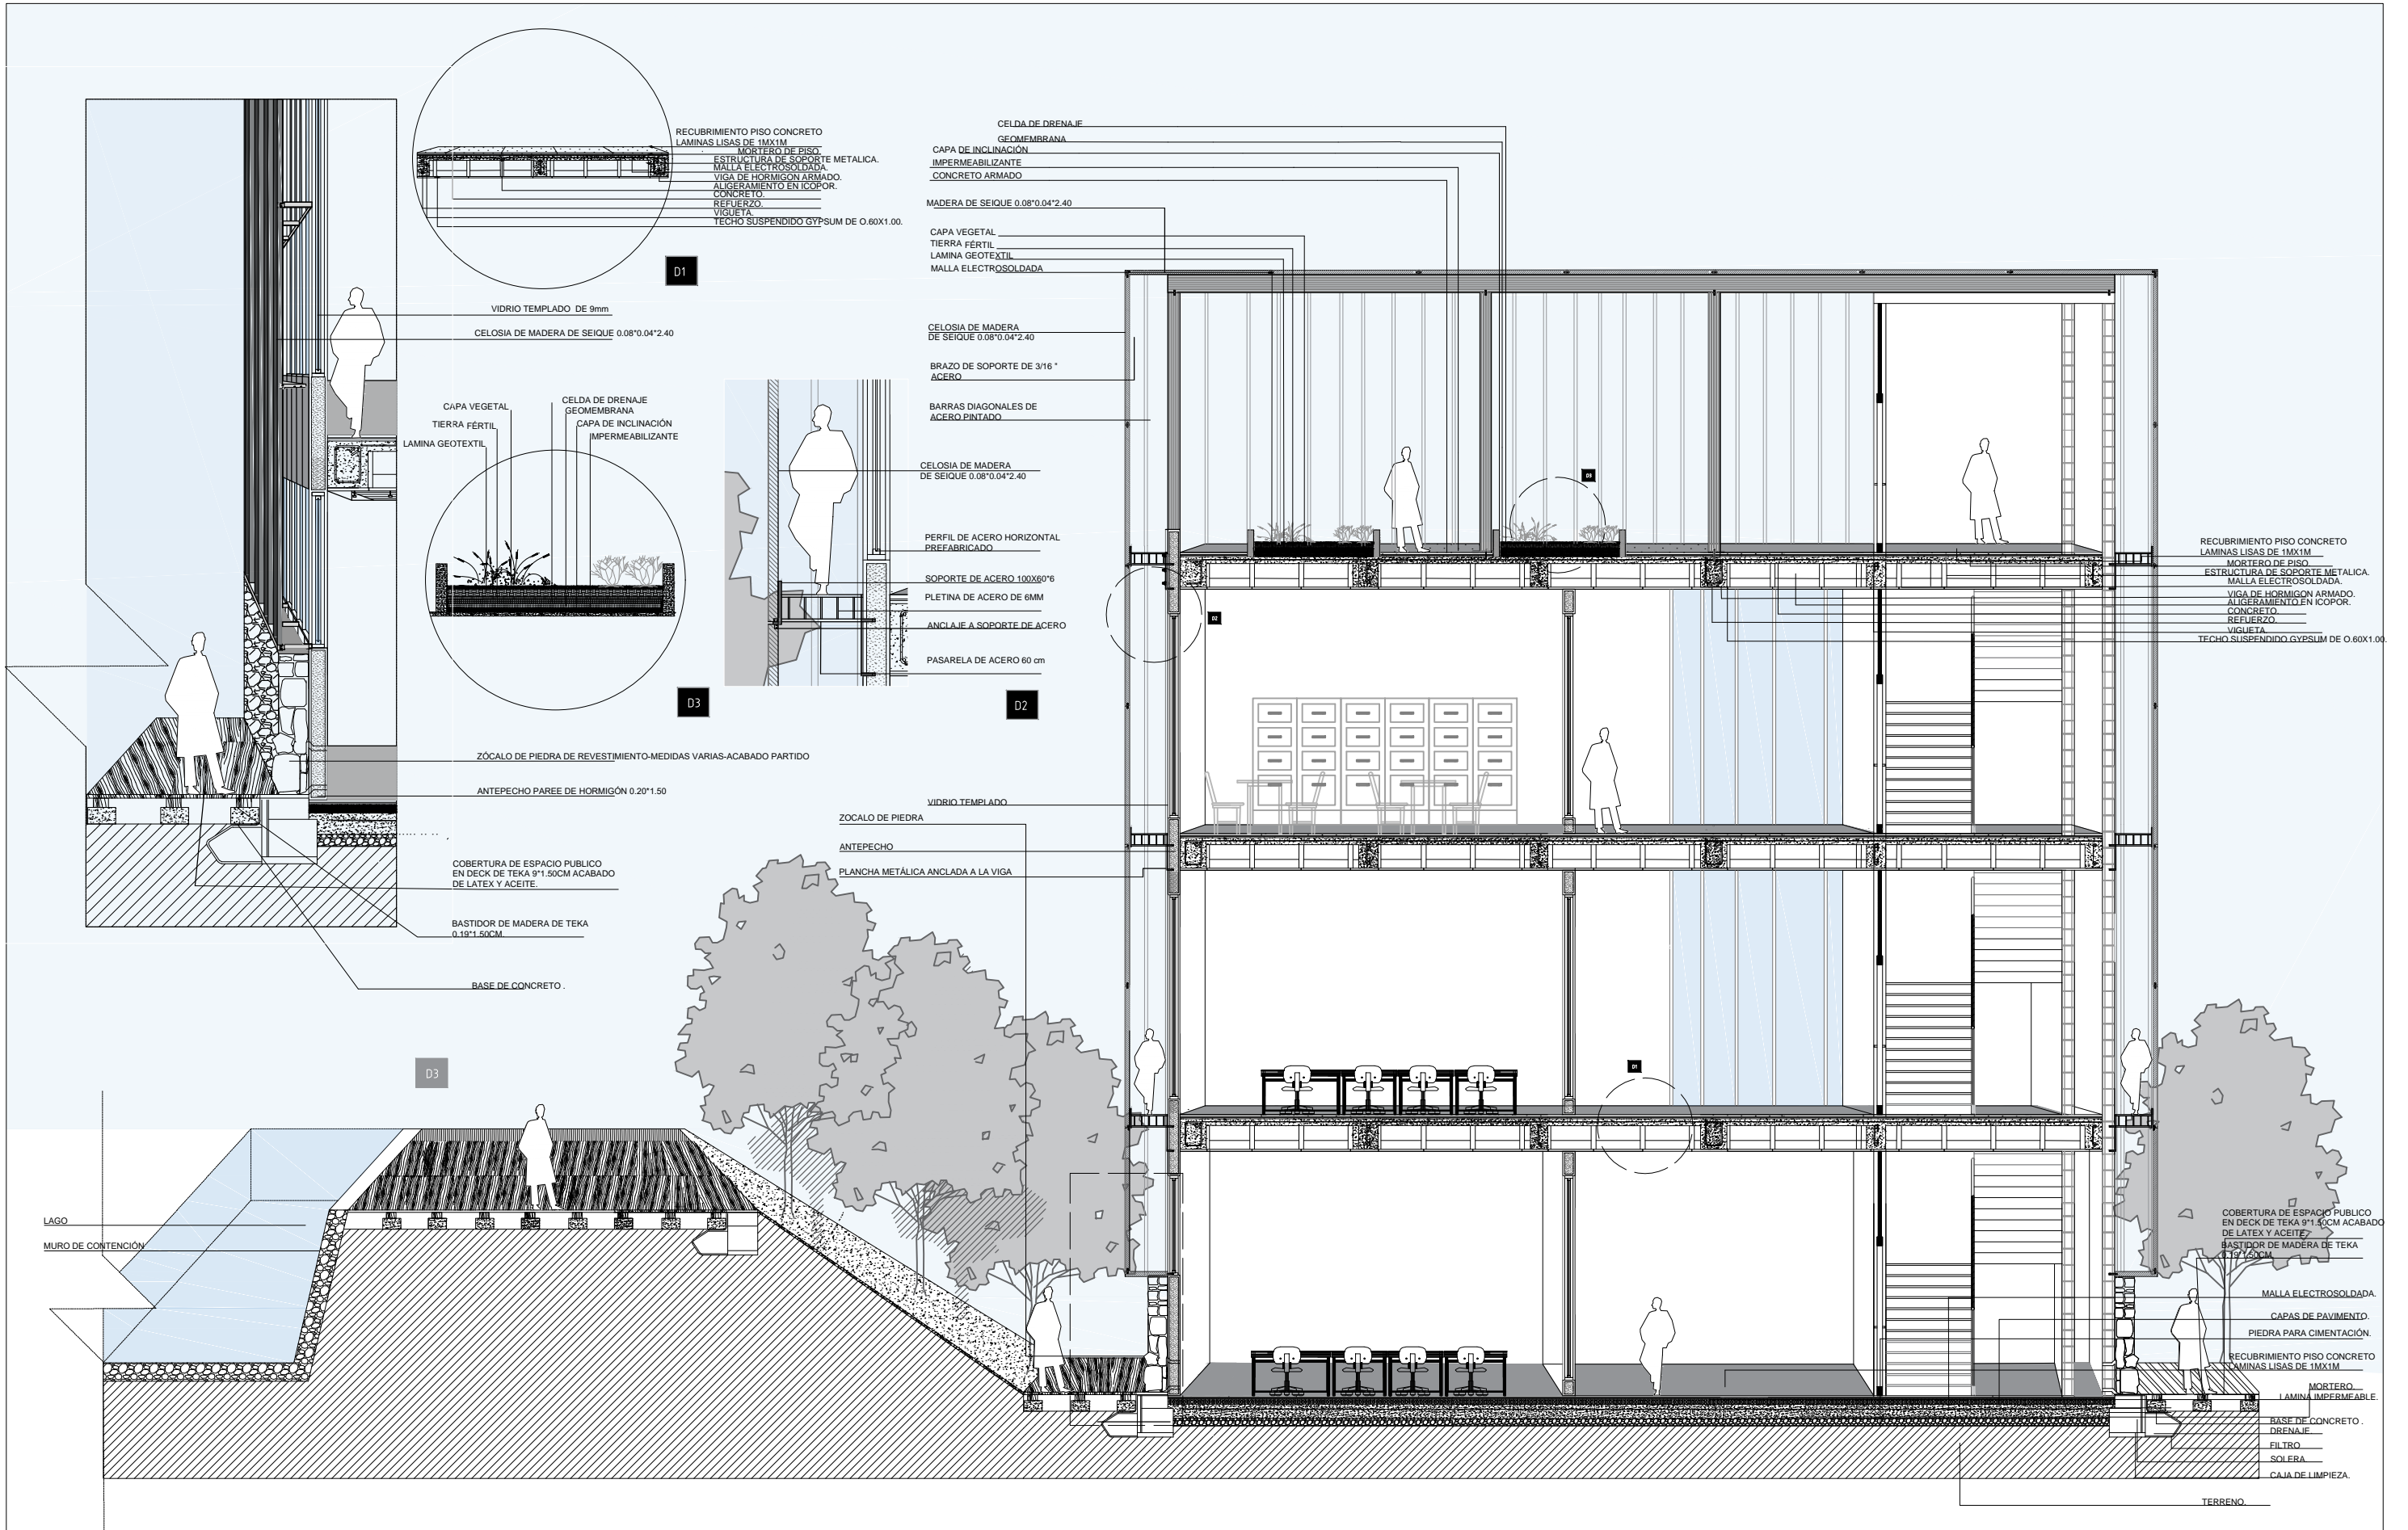 RECUBRIMIENTO PISO CONCRETO
LAMINAS LISAS DE 1MX1M
MORTERO DE PISO.
ESTRUCTURA DE SOPORTE METALICA.
MALLA ELECTROSOLDADA.
VIGA DE HORMIGON ARMADO.
ALIGERAMIENTO EN ICOPOR.
CONCRETO.
REFUERZO.
VIGUETA.
TECHO SUSPENDIDO GYPSUM DE O.60X1.00.
D1
VIDRIO TEMPLADO DE 9mm
CELOSIA DE MADERA DE SEIQUE 0.08*0.04*2.40
CAPA VEGETAL
TIERRA FÉRTIL
LAMINA GEOTEXTIL
CELDA DE DRENAJE
GEOMEMBRANA
CAPA DE INCLINACIÓN
IMPERMEABILIZANTE
D3
CELOSIA DE MADERA
DE SEIQUE 0.08*0.04*2.40
PERFIL DE ACERO HORIZONTAL
PREFABRICADO
SOPORTE DE ACERO 100X60*6
PLETINA DE ACERO DE 6MM
ANCLAJE A SOPORTE DE ACERO
PASARELA DE ACERO 60 cm
D2
ZÓCALO DE PIEDRA DE REVESTIMIENTO-MEDIDAS VARIAS-ACABADO PARTIDO
ANTEPECHO PAREE DE HORMIGÓN 0.20*1.50
COBERTURA DE ESPACIO PUBLICO
EN DECK DE TEKA 9*1.50CM ACABADO
DE LATEX Y ACEITE.
BASTIDOR DE MADERA DE TEKA
0.19*1.50CM.
BASE DE CONCRETO .
D3
CELDA DE DRENAJE
GEOMEMBRANA
CAPA DE INCLINACIÓN
IMPERMEABILIZANTE
CONCRETO ARMADO
MADERA DE SEIQUE 0.08*0.04*2.40
CAPA VEGETAL
TIERRA FÉRTIL
LAMINA GEOTEXTIL
MALLA ELECTROSOLDADA
CELOSIA DE MADERA
DE SEIQUE 0.08*0.04*2.40
BRAZO DE SOPORTE DE 3/16 "
ACERO
BARRAS DIAGONALES DE
ACERO PINTADO
VIDRIO TEMPLADO
ZOCALO DE PIEDRA
ANTEPECHO
PLANCHA METÁLICA ANCLADA A LA VIGA
D3
D2
D1
LAGO
MURO DE CONTENCIÓN
RECUBRIMIENTO PISO CONCRETO
LAMINAS LISAS DE 1MX1M
MORTERO DE PISO.
ESTRUCTURA DE SOPORTE METALICA.
MALLA ELECTROSOLDADA.
VIGA DE HORMIGON ARMADO.
ALIGERAMIENTO EN ICOPOR.
CONCRETO.
REFUERZO.
VIGUETA.
TECHO SUSPENDIDO GYPSUM DE O.60X1.00.
COBERTURA DE ESPACIO PUBLICO
EN DECK DE TEKA 9*1.50CM ACABADO
DE LATEX Y ACEITE.
BASTIDOR DE MADERA DE TEKA
0.19*1.50CM.
MALLA ELECTROSOLDADA.
CAPAS DE PAVIMENTO.
PIEDRA PARA CIMENTACIÓN.
RECUBRIMIENTO PISO CONCRETO
LAMINAS LISAS DE 1MX1M
MORTERO.
LAMINA IMPERMEABLE.
BASE DE CONCRETO .
DRENAJE.
FILTRO.
SOLERA.
CAJA DE LIMPIEZA.
TERRENO.